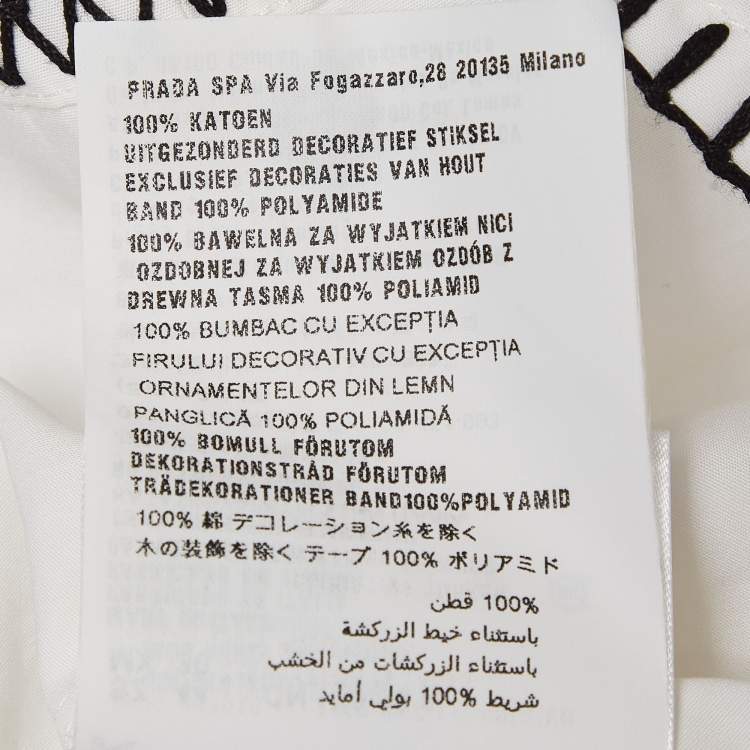 PRADA SPA Via Fogazzaro,28 20135 Milano
100% KATOEN
UITGEZONDERD DECORATIEF STIKSEL
EXCLUSIEF DECORATIES VAN HOUT
BAND 100% POLYAMIDE
100% BAWELNA ZA WYJATKIEM NICI
OZDOBNEJ ZA WYJATKIEM OZDÓB Z
DREWNA TASMA 100% POLIAMID
100% BUMBAC CU EXCEPȚIA
FIRULUI DECORATIV CU EXCEPȚIA
ORNAMENTELOR DIN LEMN
PANGLICĂ 100% POLIAMIDĂ
100% BOMULL FÖRUTOM
DEKORATIONSTRÅD FÖRUTOM
TRÄDEKORATIONER BAND100%POLYAMID
100% 綿 デコレーション糸を除く
木の装飾を除く テープ 100% ポリアミド
100% قطن
باستثناء خيط الزركشة
باستثناء الزركشات من الخشب
شريط 100% بولي أمايد